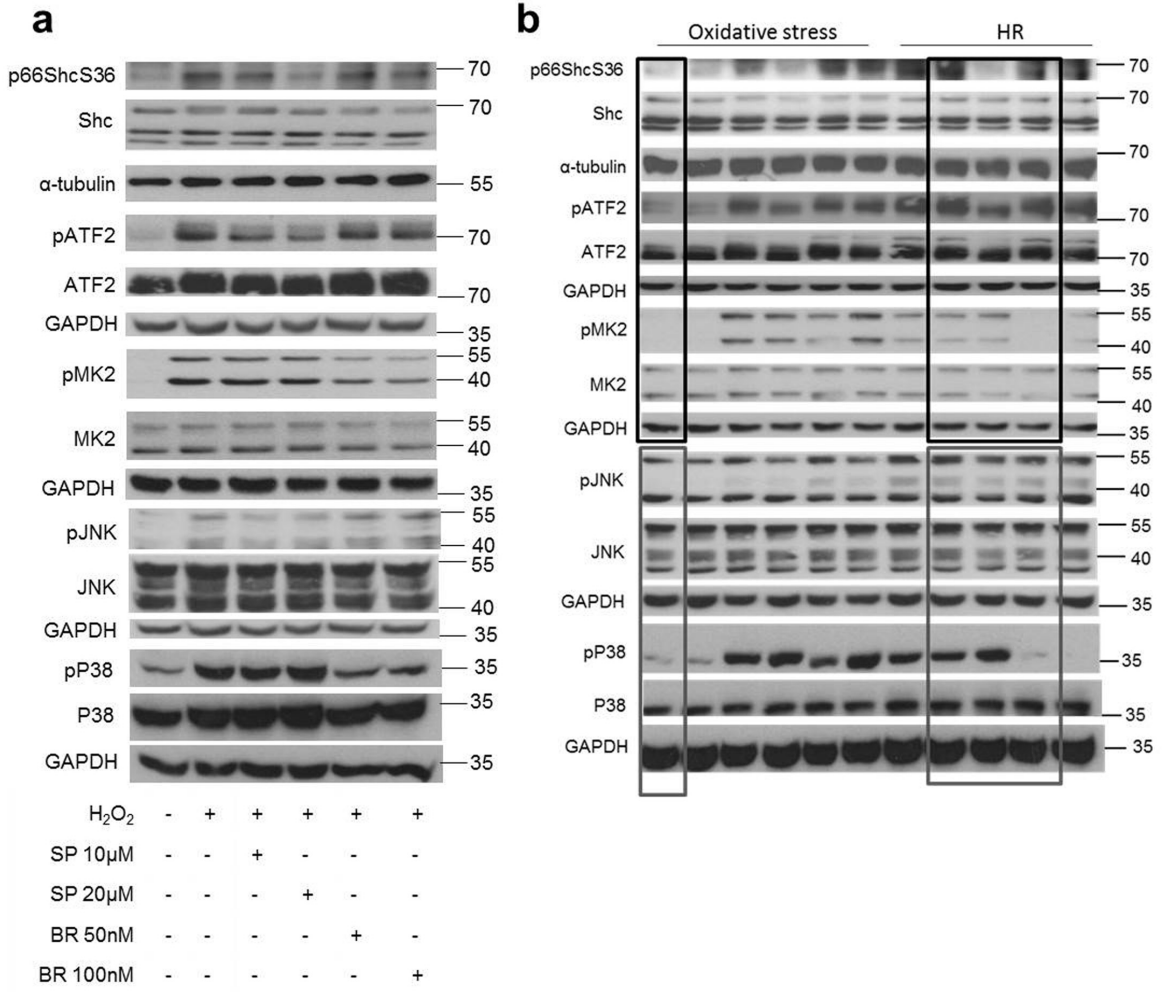 a
p66ShcS36
70
Shc
70
α-tubulin
55
pATF2
70
ATF2
70
GAPDH
35
pMK2
55
40
MK2
55
40
GAPDH
35
pJNK
55
40
JNK
55
40
GAPDH
35
pP38
35
P38
35
GAPDH
35
H2O2 - + + + + +
SP 10µM - - + - - -
SP 20µM - - - + - -
BR 50nM - - - - + -
BR 100nM - - - - - +
b
Oxidative stress HR
p66ShcS36
70
Shc
70
α-tubulin
70
pATF2
70
ATF2
70
GAPDH
35
pMK2
55
40
MK2
55
40
GAPDH
35
pJNK
55
40
JNK
55
40
GAPDH
35
pP38
35
P38
35
GAPDH
35